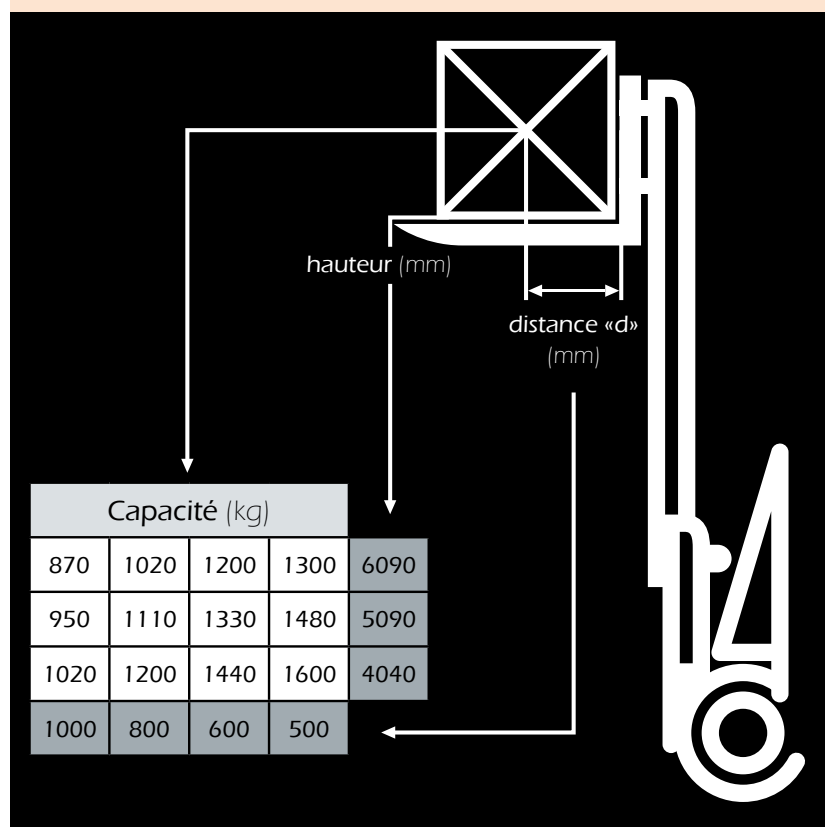 hauteur (mm)
distance «d»
(mm)
Capacité (kg)
870 1020 1200 1300 6090
950 1110 1330 1480 5090
1020 1200 1440 1600 4040
1000 800 600 500